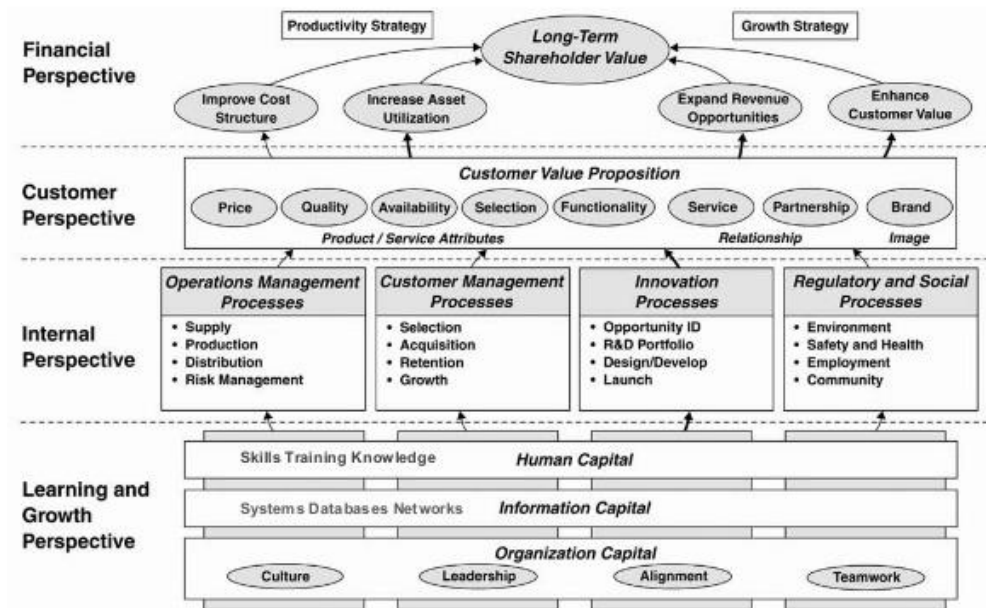 Financial
Perspective
Productivity Strategy
Long-Term
Shareholder Value
Growth Strategy
Improve Cost
Structure
Increase Asset
Utilization
Expand Revenue
Opportunities
Enhance
Customer Value
Customer
Perspective
Customer Value Proposition
Price
Quality
Availability
Selection
Functionality
Service
Partnership
Brand
Product / Service Attributes
Relationship
Image
Internal
Perspective
Operations Management
Processes
• Supply
• Production
• Distribution
• Risk Management
Customer Management
Processes
• Selection
• Acquisition
• Retention
• Growth
Innovation
Processes
• Opportunity ID
• R&D Portfolio
• Design/Develop
• Launch
Regulatory and Social
Processes
• Environment
• Safety and Health
• Employment
• Community
Learning and
Growth
Perspective
Skills Training Knowledge Human Capital
Systems Databases Networks Information Capital
Organization Capital
Culture
Leadership
Alignment
Teamwork